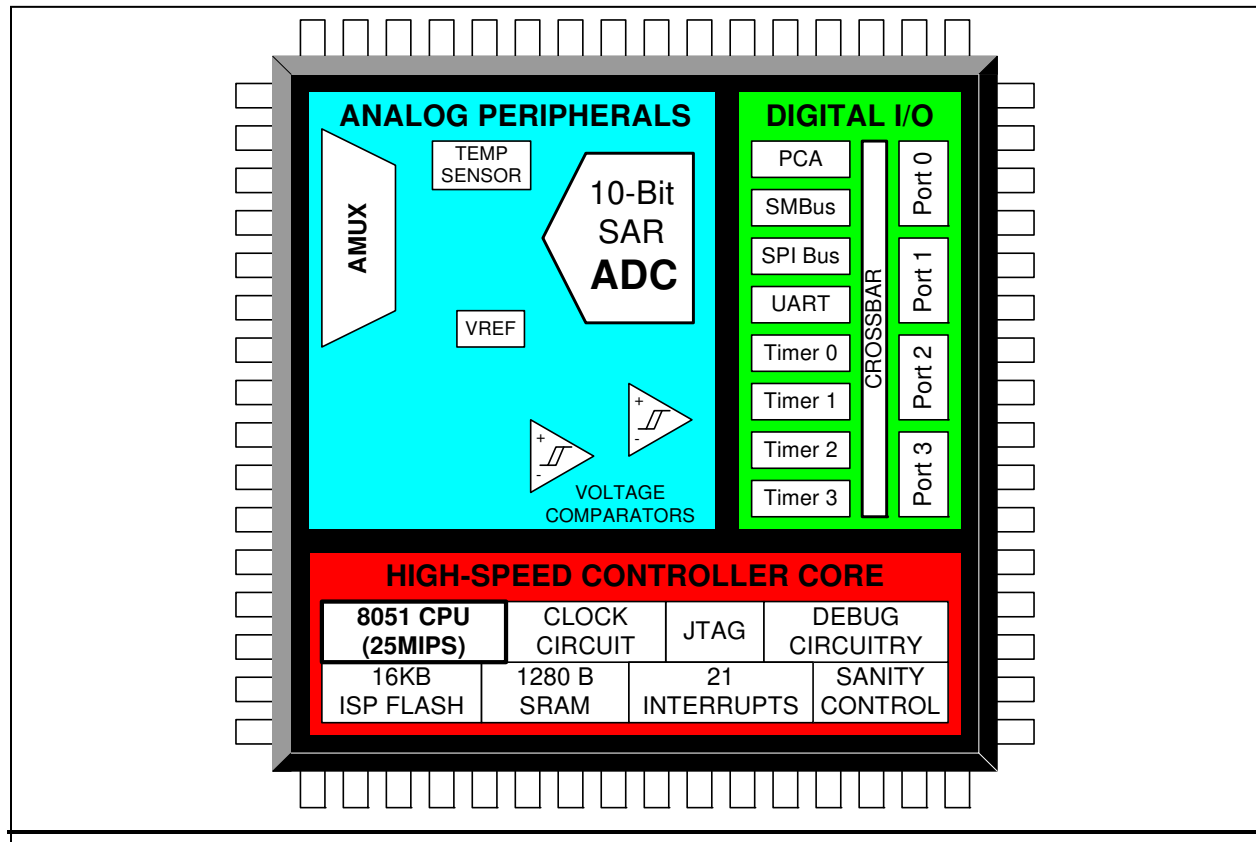 ANALOG PERIPHERALS
AMUX
TEMP
SENSOR
10-Bit
SAR
ADC
VREF
+
-
+
-
VOLTAGE
COMPARATORS
DIGITAL I/O
PCA
SMBus
SPI Bus
UART
Timer 0
Timer 1
Timer 2
Timer 3
CROSSBAR
Port 0
Port 1
Port 2
Port 3
HIGH-SPEED CONTROLLER CORE
8051 CPU
(25MIPS)
CLOCK
CIRCUIT
JTAG
DEBUG
CIRCUITRY
16KB
ISP FLASH
1280 B
SRAM
21
INTERRUPTS
SANITY
CONTROL